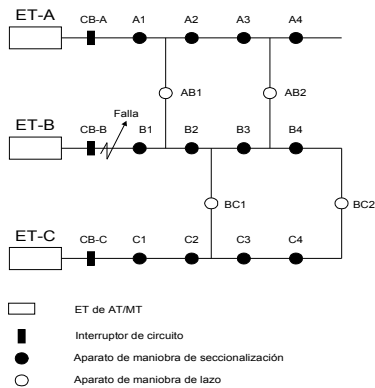 ET-A
CB-A A1 A2 A3 A4
AB1 AB2
Falla
ET-B
CB-B B1 B2 B3 B4
BC1 BC2
ET-C
CB-C C1 C2 C3 C4
ET de AT/MT
Interruptor de circuito
Aparato de maniobra de seccionalización
Aparato de maniobra de lazo